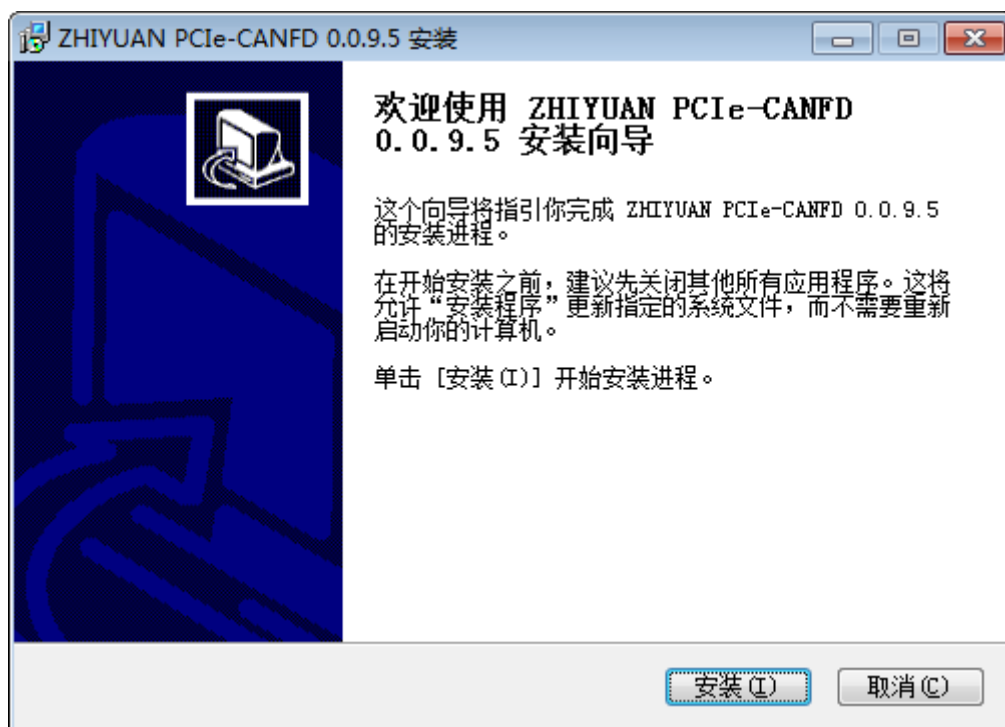 ZHIYUAN PCIe-CANFD 0.0.9.5 安装
欢迎使用 ZHIYUAN PCIe-CANFD
0.0.9.5 安装向导
这个向导将指引你完成 ZHIYUAN PCIe-CANFD 0.0.9.5
的安装进程。
在开始安装之前，建议先关闭其他所有应用程序。这将
允许“安装程序”更新指定的系统文件，而不需要重新
启动你的计算机。
单击 [安装(I)] 开始安装进程。
安装(I)
取消(C)